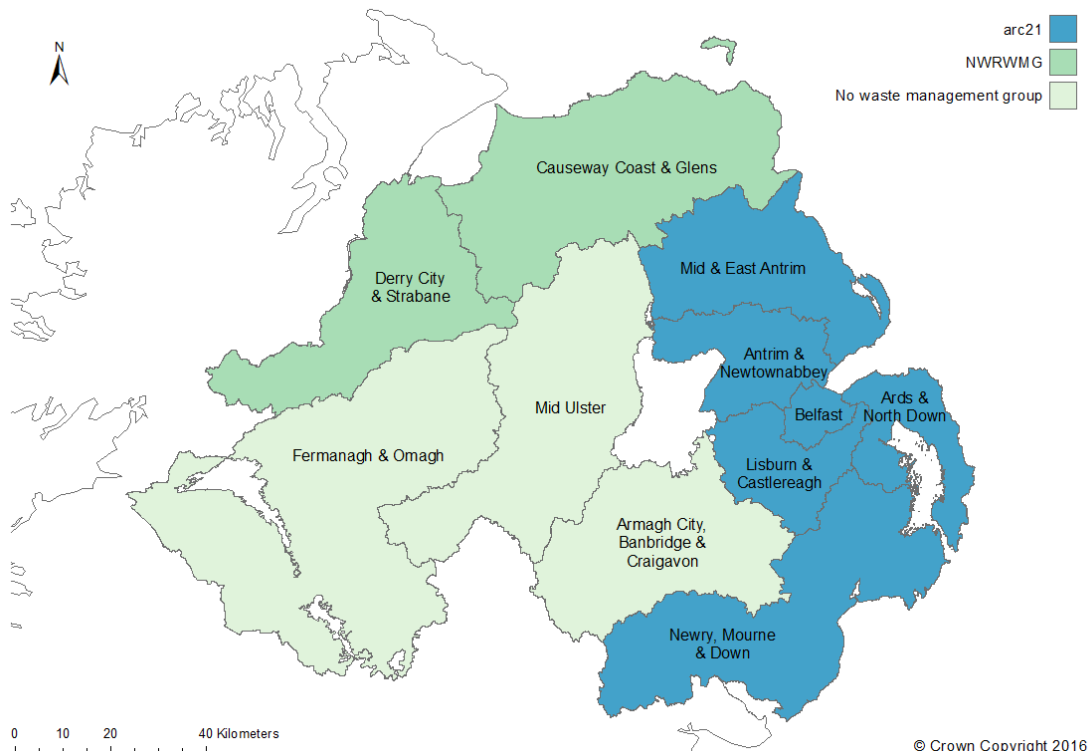 N
arc21
NWRWMG
No waste management group
Causeway Coast & Glens
Mid & East Antrim
Derry City
& Strabane
Antrim &
Newtownabbey
Mid Ulster
Belfast
Ards &
North Down
Fermanagh & Omagh
Lisburn &
Castlereagh
Armagh City,
Banbridge &
Craigavon
Newry, Mourne
& Down
0 10 20 40 Kilometers
© Crown Copyright 2016